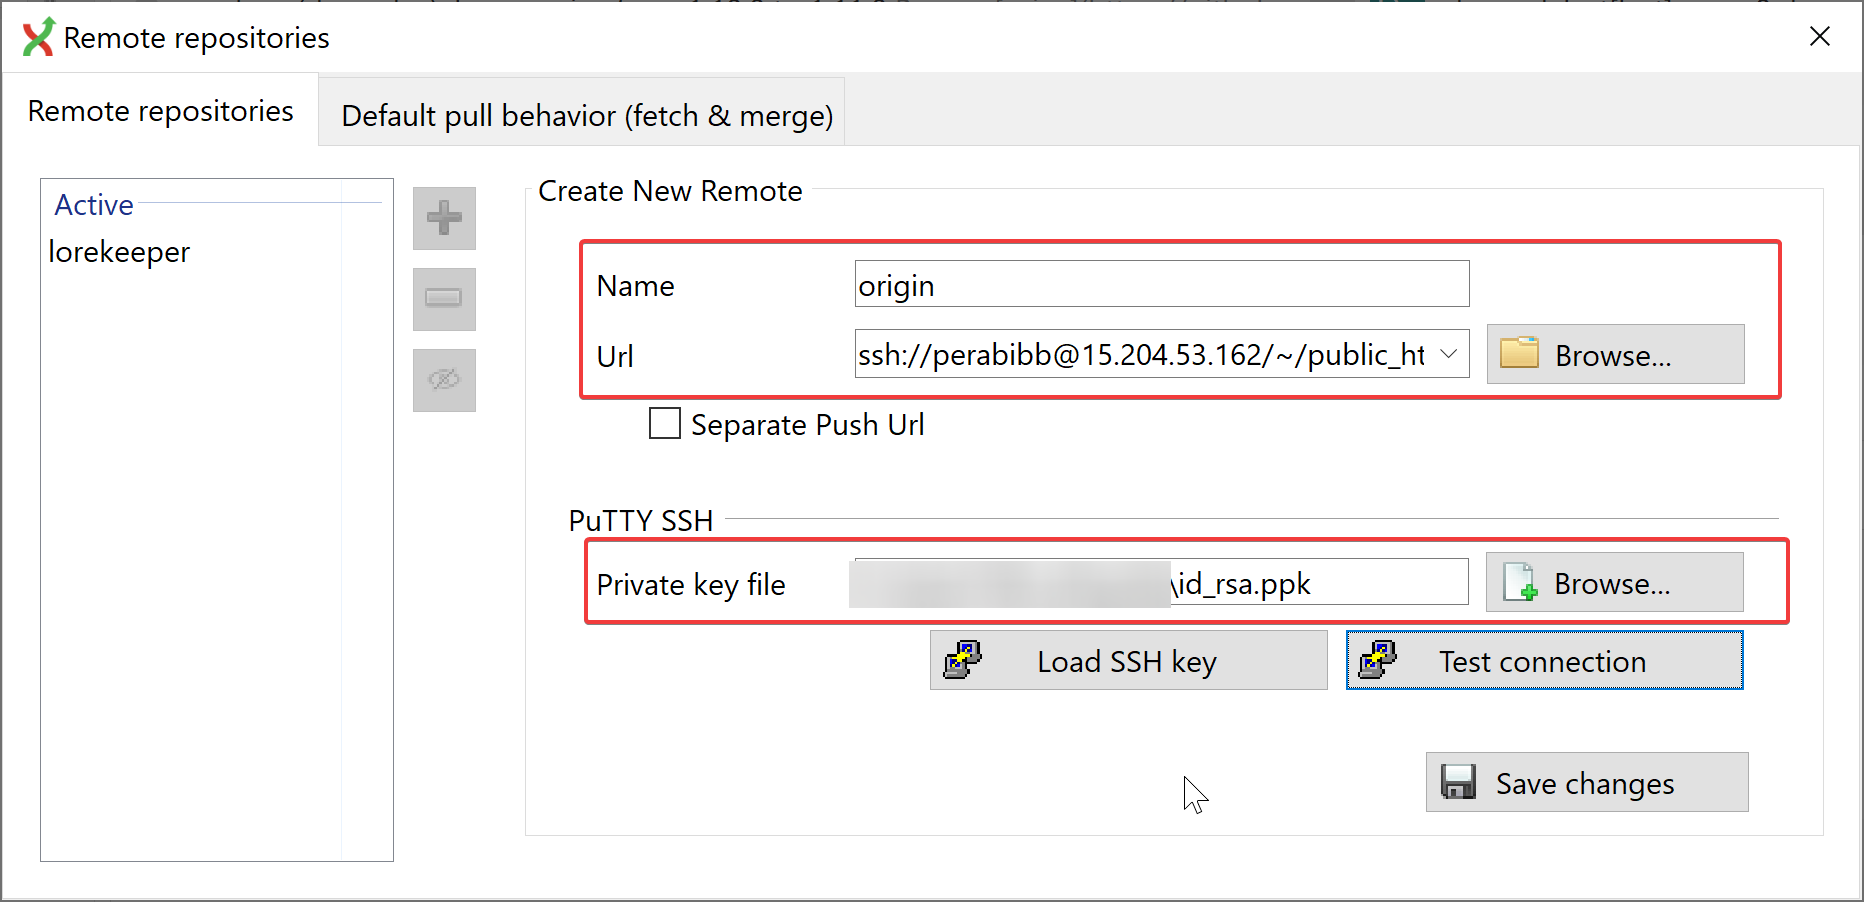 Remote repositories
Remote repositories
Default pull behavior (fetch & merge)
Active
lorekeeper
Create New Remote
Name
origin
Url
ssh://perabibb@15.204.53.162/~/public_ht
Browse...
Separate Push Url
PuTTY SSH
Private key file
\id_rsa.ppk
Browse...
Load SSH key
Test connection
Save changes